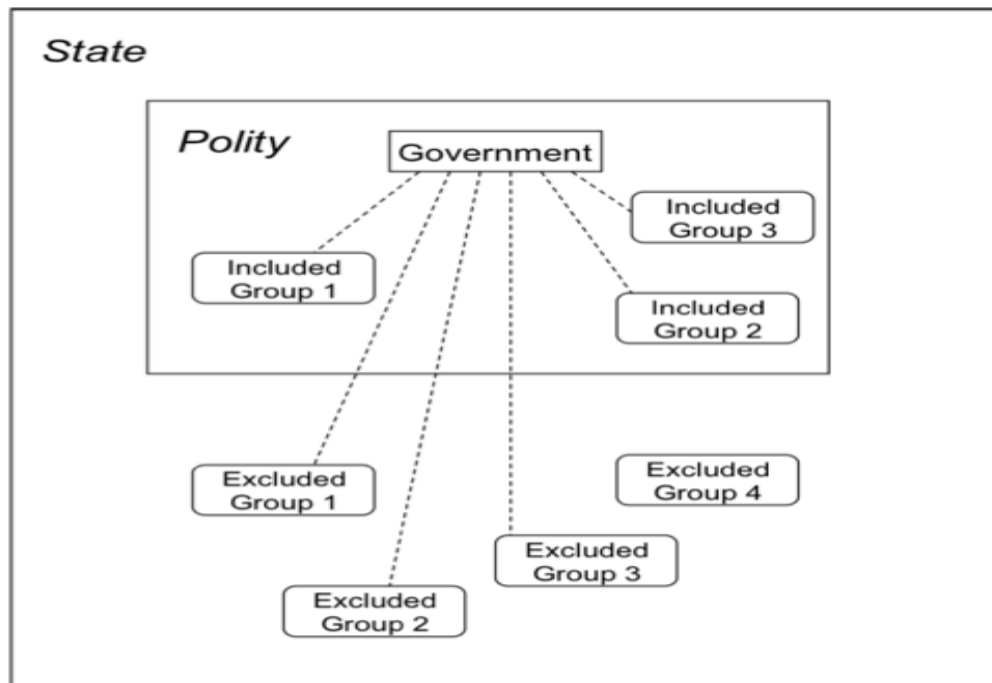 State
Polity
Government
Included
Group 3
Included
Group 1
Included
Group 2
Excluded
Group 1
Excluded
Group 4
Excluded
Group 3
Excluded
Group 2